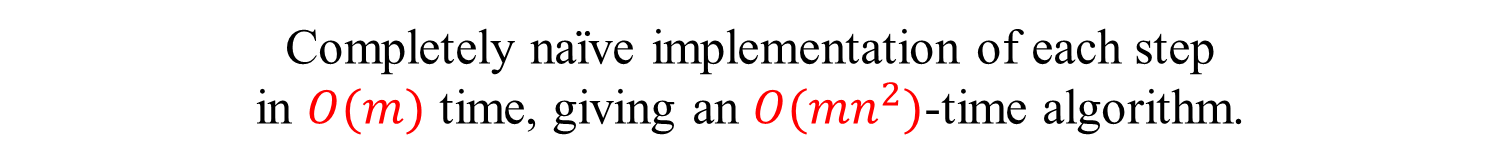 Completely naïve implementation of each step
in O(m) time, giving an O(mn²)-time algorithm.